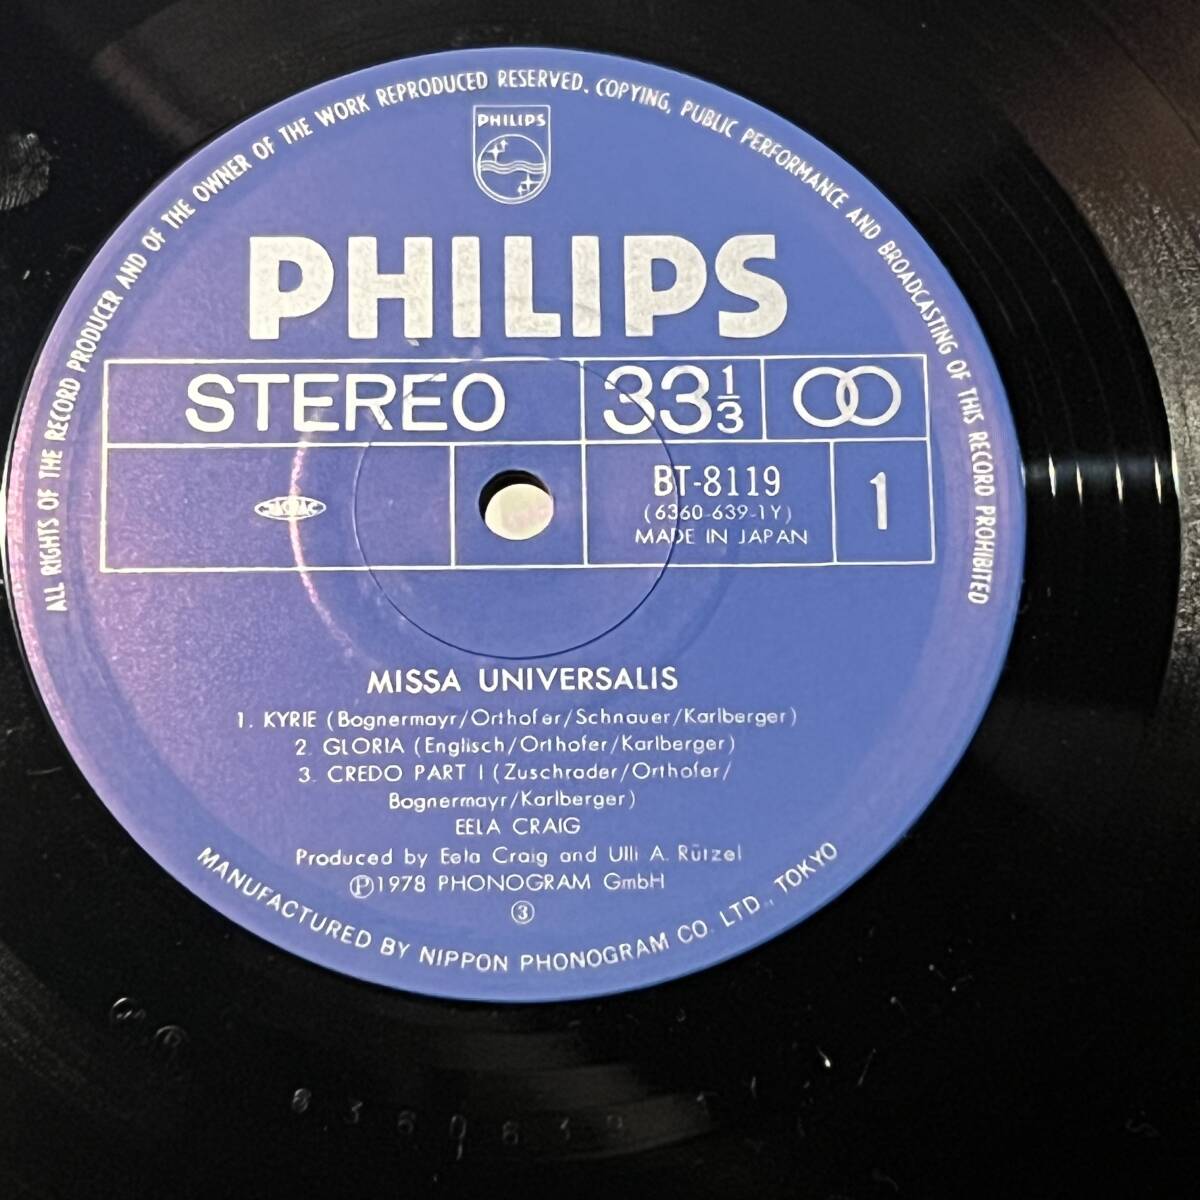 ALL RIGHTS OF THE RECORD PRODUCER AND OF THE OWNER OF THE WORK REPRODUCED RESERVED. COPYING, PUBLIC PERFORMANCE AND BROADCASTING OF THIS RECORD PROHIBITED
PHILIPS
PHILIPS
STEREO 33 1/3
BT-8119
(6360-639-1Y)
MADE IN JAPAN
1
MISSA UNIVERSALIS
1. KYRIE (Bognermayr/Orthofer/Schnauer/Karlberger)
2. GLORIA (Englisch/Orthofer/Karlberger)
3. CREDO PART I (Zuschrader/Orthofer/
Bognermayr/Karlberger)
EELA CRAIG
Produced by Eela Craig and Ulli A. Rützel
Ⓟ1978 PHONOGRAM GmbH
③
MANUFACTURED BY NIPPON PHONOGRAM CO. LTD., TOKYO